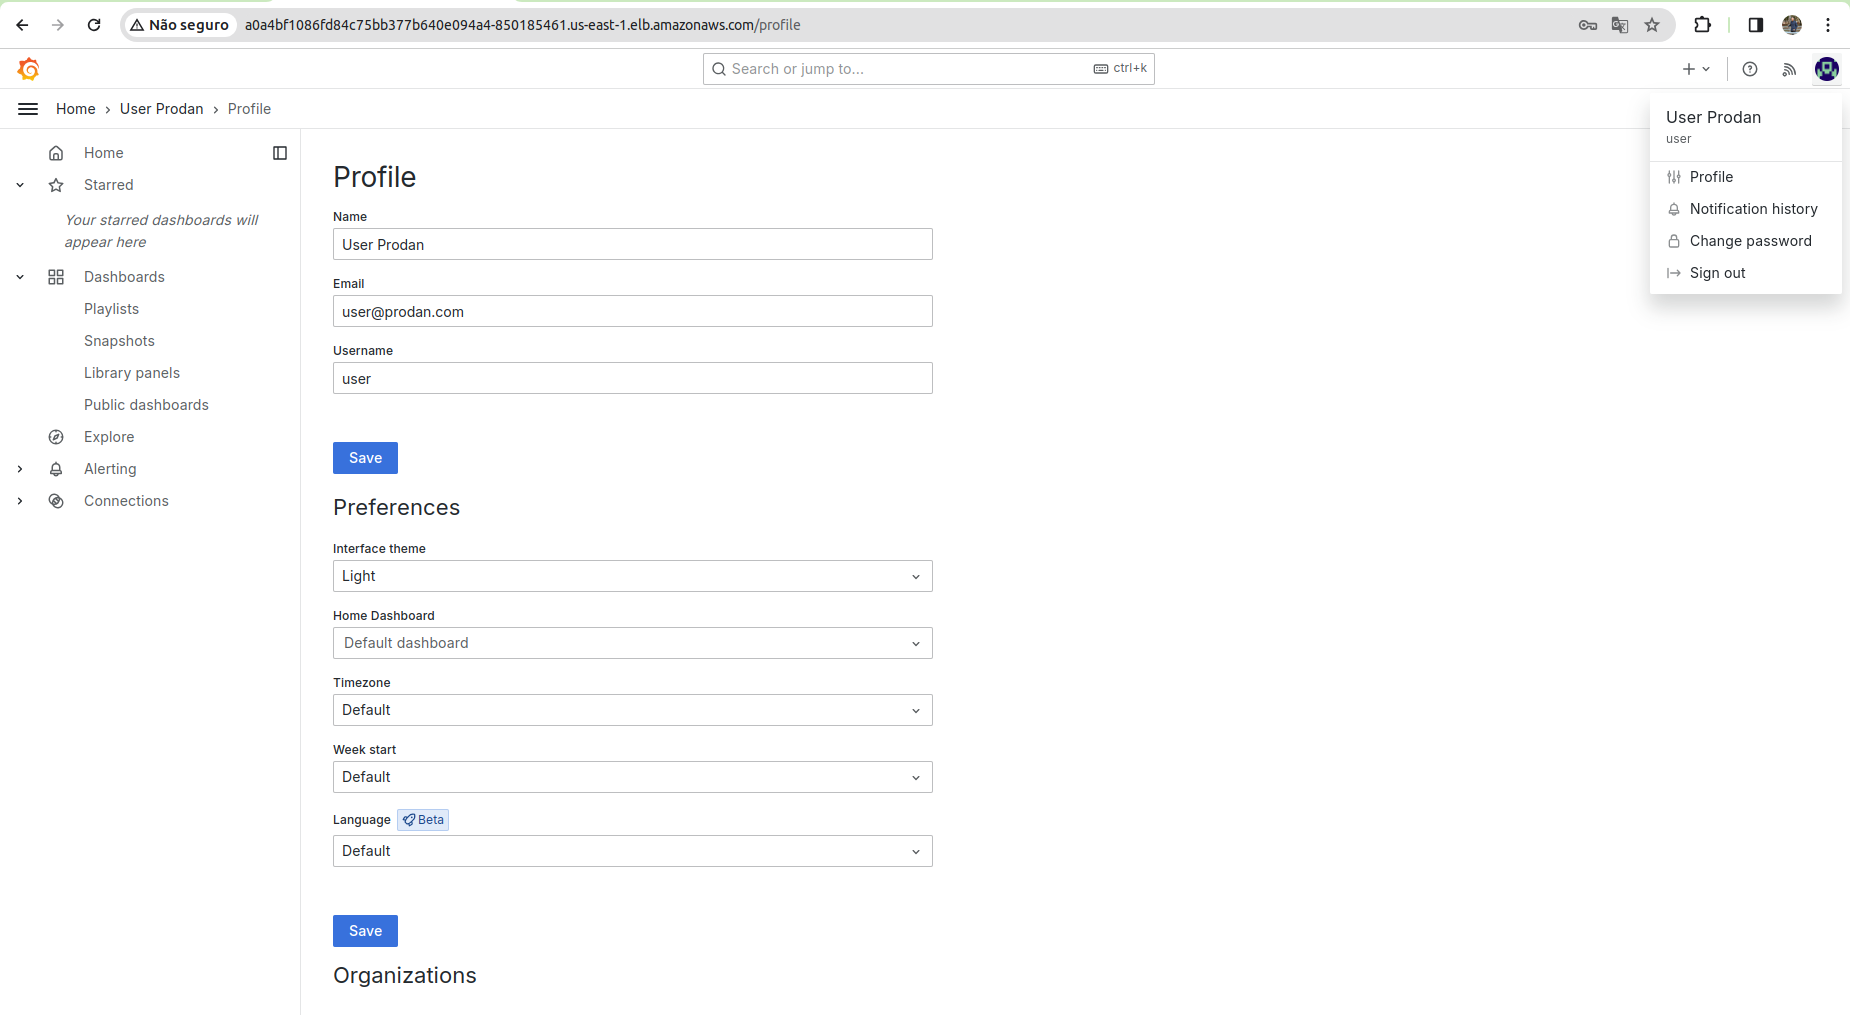 Não seguro
a0a4bf1086fd84c75bb377b640e094a4-850185461.us-east-1.elb.amazonaws.com/profile
Search or jump to...
ctrl+k
Home
User Prodan
Profile
User Prodan
user
Profile
Notification history
Change password
Sign out
Home
Starred
Your starred dashboards will
appear here
Dashboards
Playlists
Snapshots
Library panels
Public dashboards
Explore
Alerting
Connections
Profile
Name
User Prodan
Email
user@prodan.com
Username
user
Save
Preferences
Interface theme
Light
Home Dashboard
Default dashboard
Timezone
Default
Week start
Default
Language Beta
Default
Save
Organizations